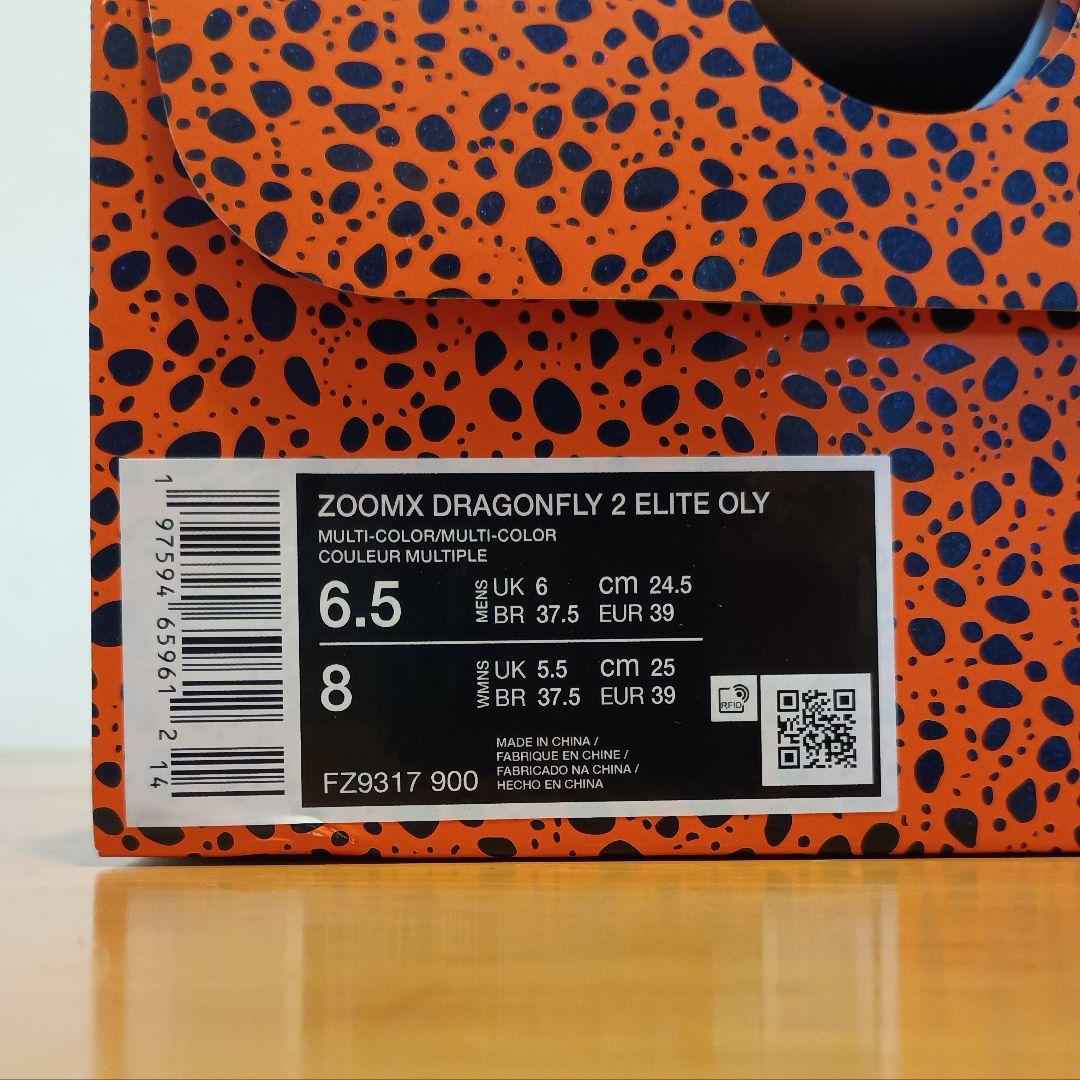 ZOOMX DRAGONFLY 2 ELITE OLY
MULTI-COLOR/MULTI-COLOR
COULEUR MULTIPLE
6.5 MENS UK 6 cm 24.5
BR 37.5 EUR 39
8 WMNS UK 5.5 cm 25
BR 37.5 EUR 39
RFID
MADE IN CHINA /
FABRIQUE EN CHINE /
FABRICADO NA CHINA /
HECHO EN CHINA
FZ9317 900
1 97594 65961 2 14